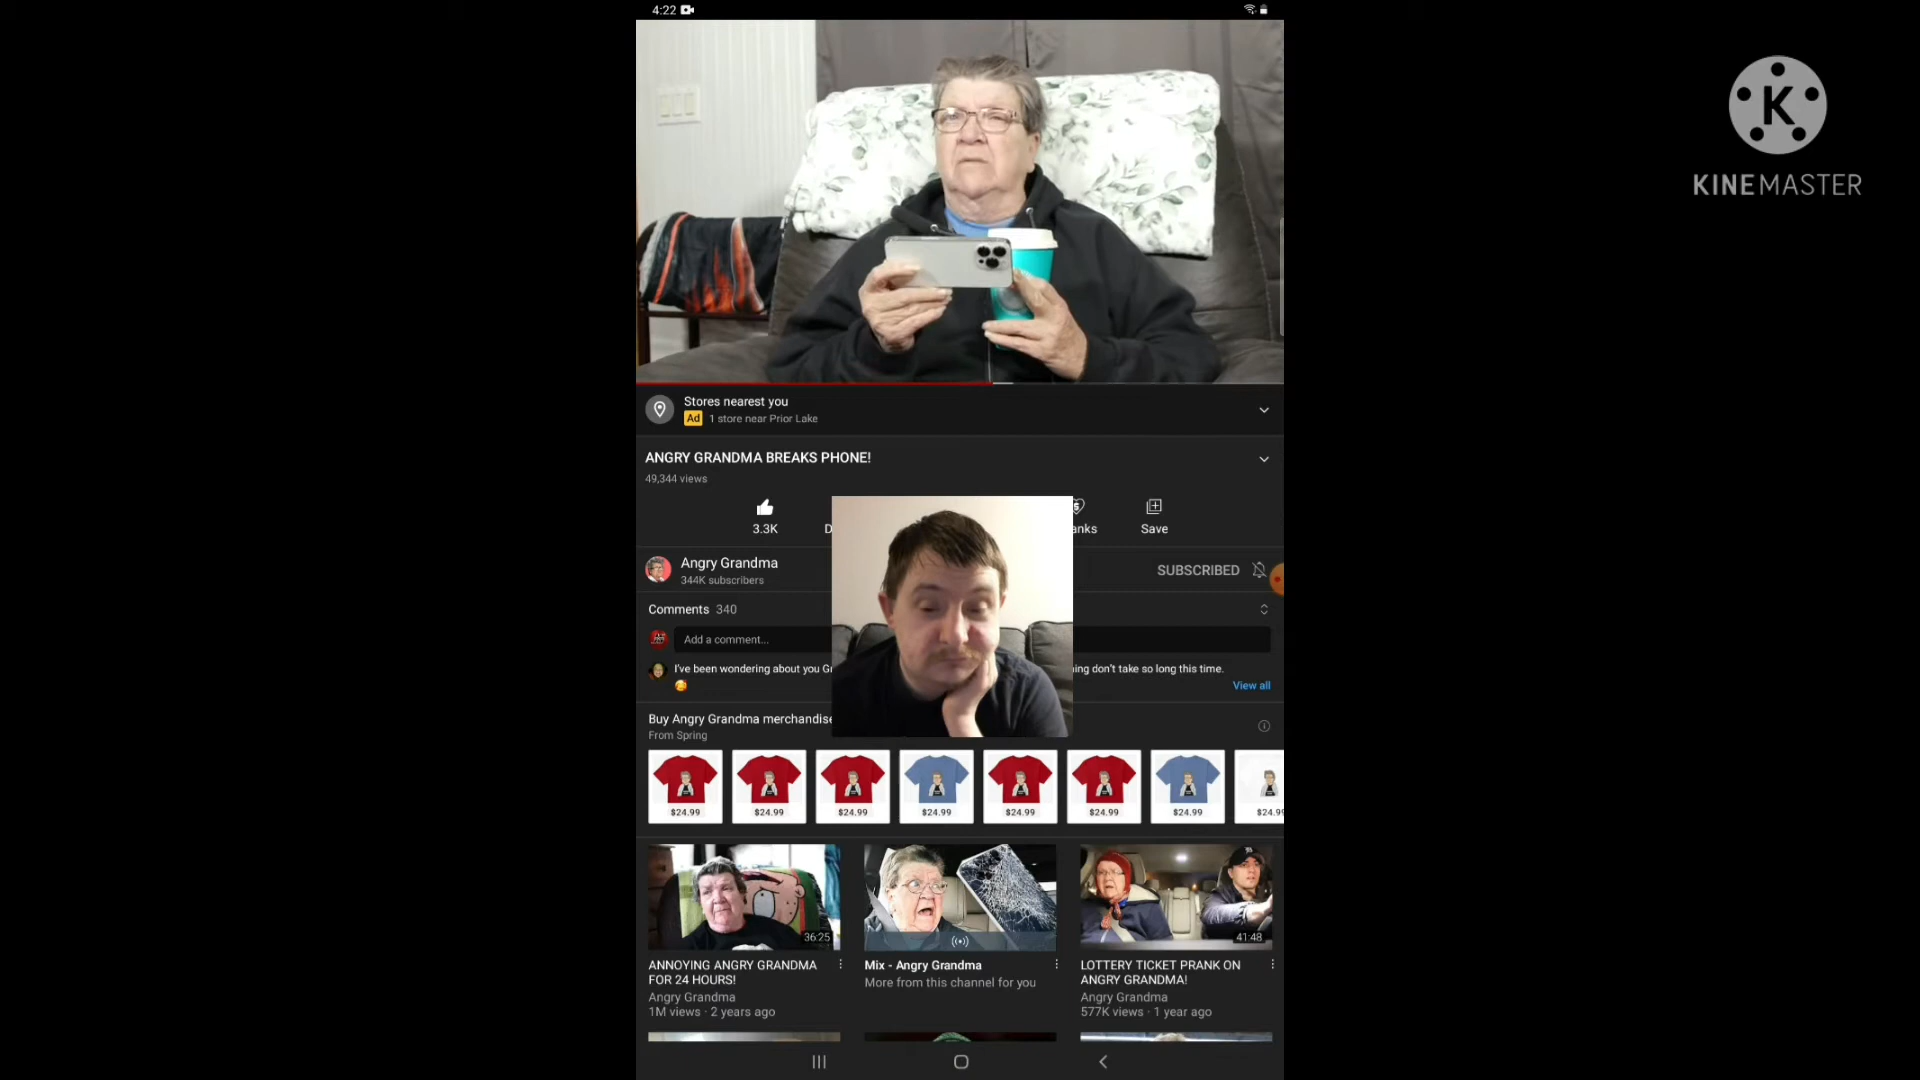 4:22
K
KINEMASTER
Stores nearest you
Ad 1 store near Prior Lake
ANGRY GRANDMA BREAKS PHONE!
49,344 views
3.3K
D
anks
Save
Angry Grandma
344K subscribers
SUBSCRIBED
Comments 340
Add a comment...
I've been wondering about you Gr
ing don't take so long this time.
View all
Buy Angry Grandma merchandise
From Spring
$24.99 $24.99 $24.99 $24.99 $24.99 $24.99 $24.99 $24.99
36:25
41:48
ANNOYING ANGRY GRANDMA
FOR 24 HOURS!
Angry Grandma
1M views · 2 years ago
Mix - Angry Grandma
More from this channel for you
LOTTERY TICKET PRANK ON
ANGRY GRANDMA!
Angry Grandma
577K views · 1 year ago